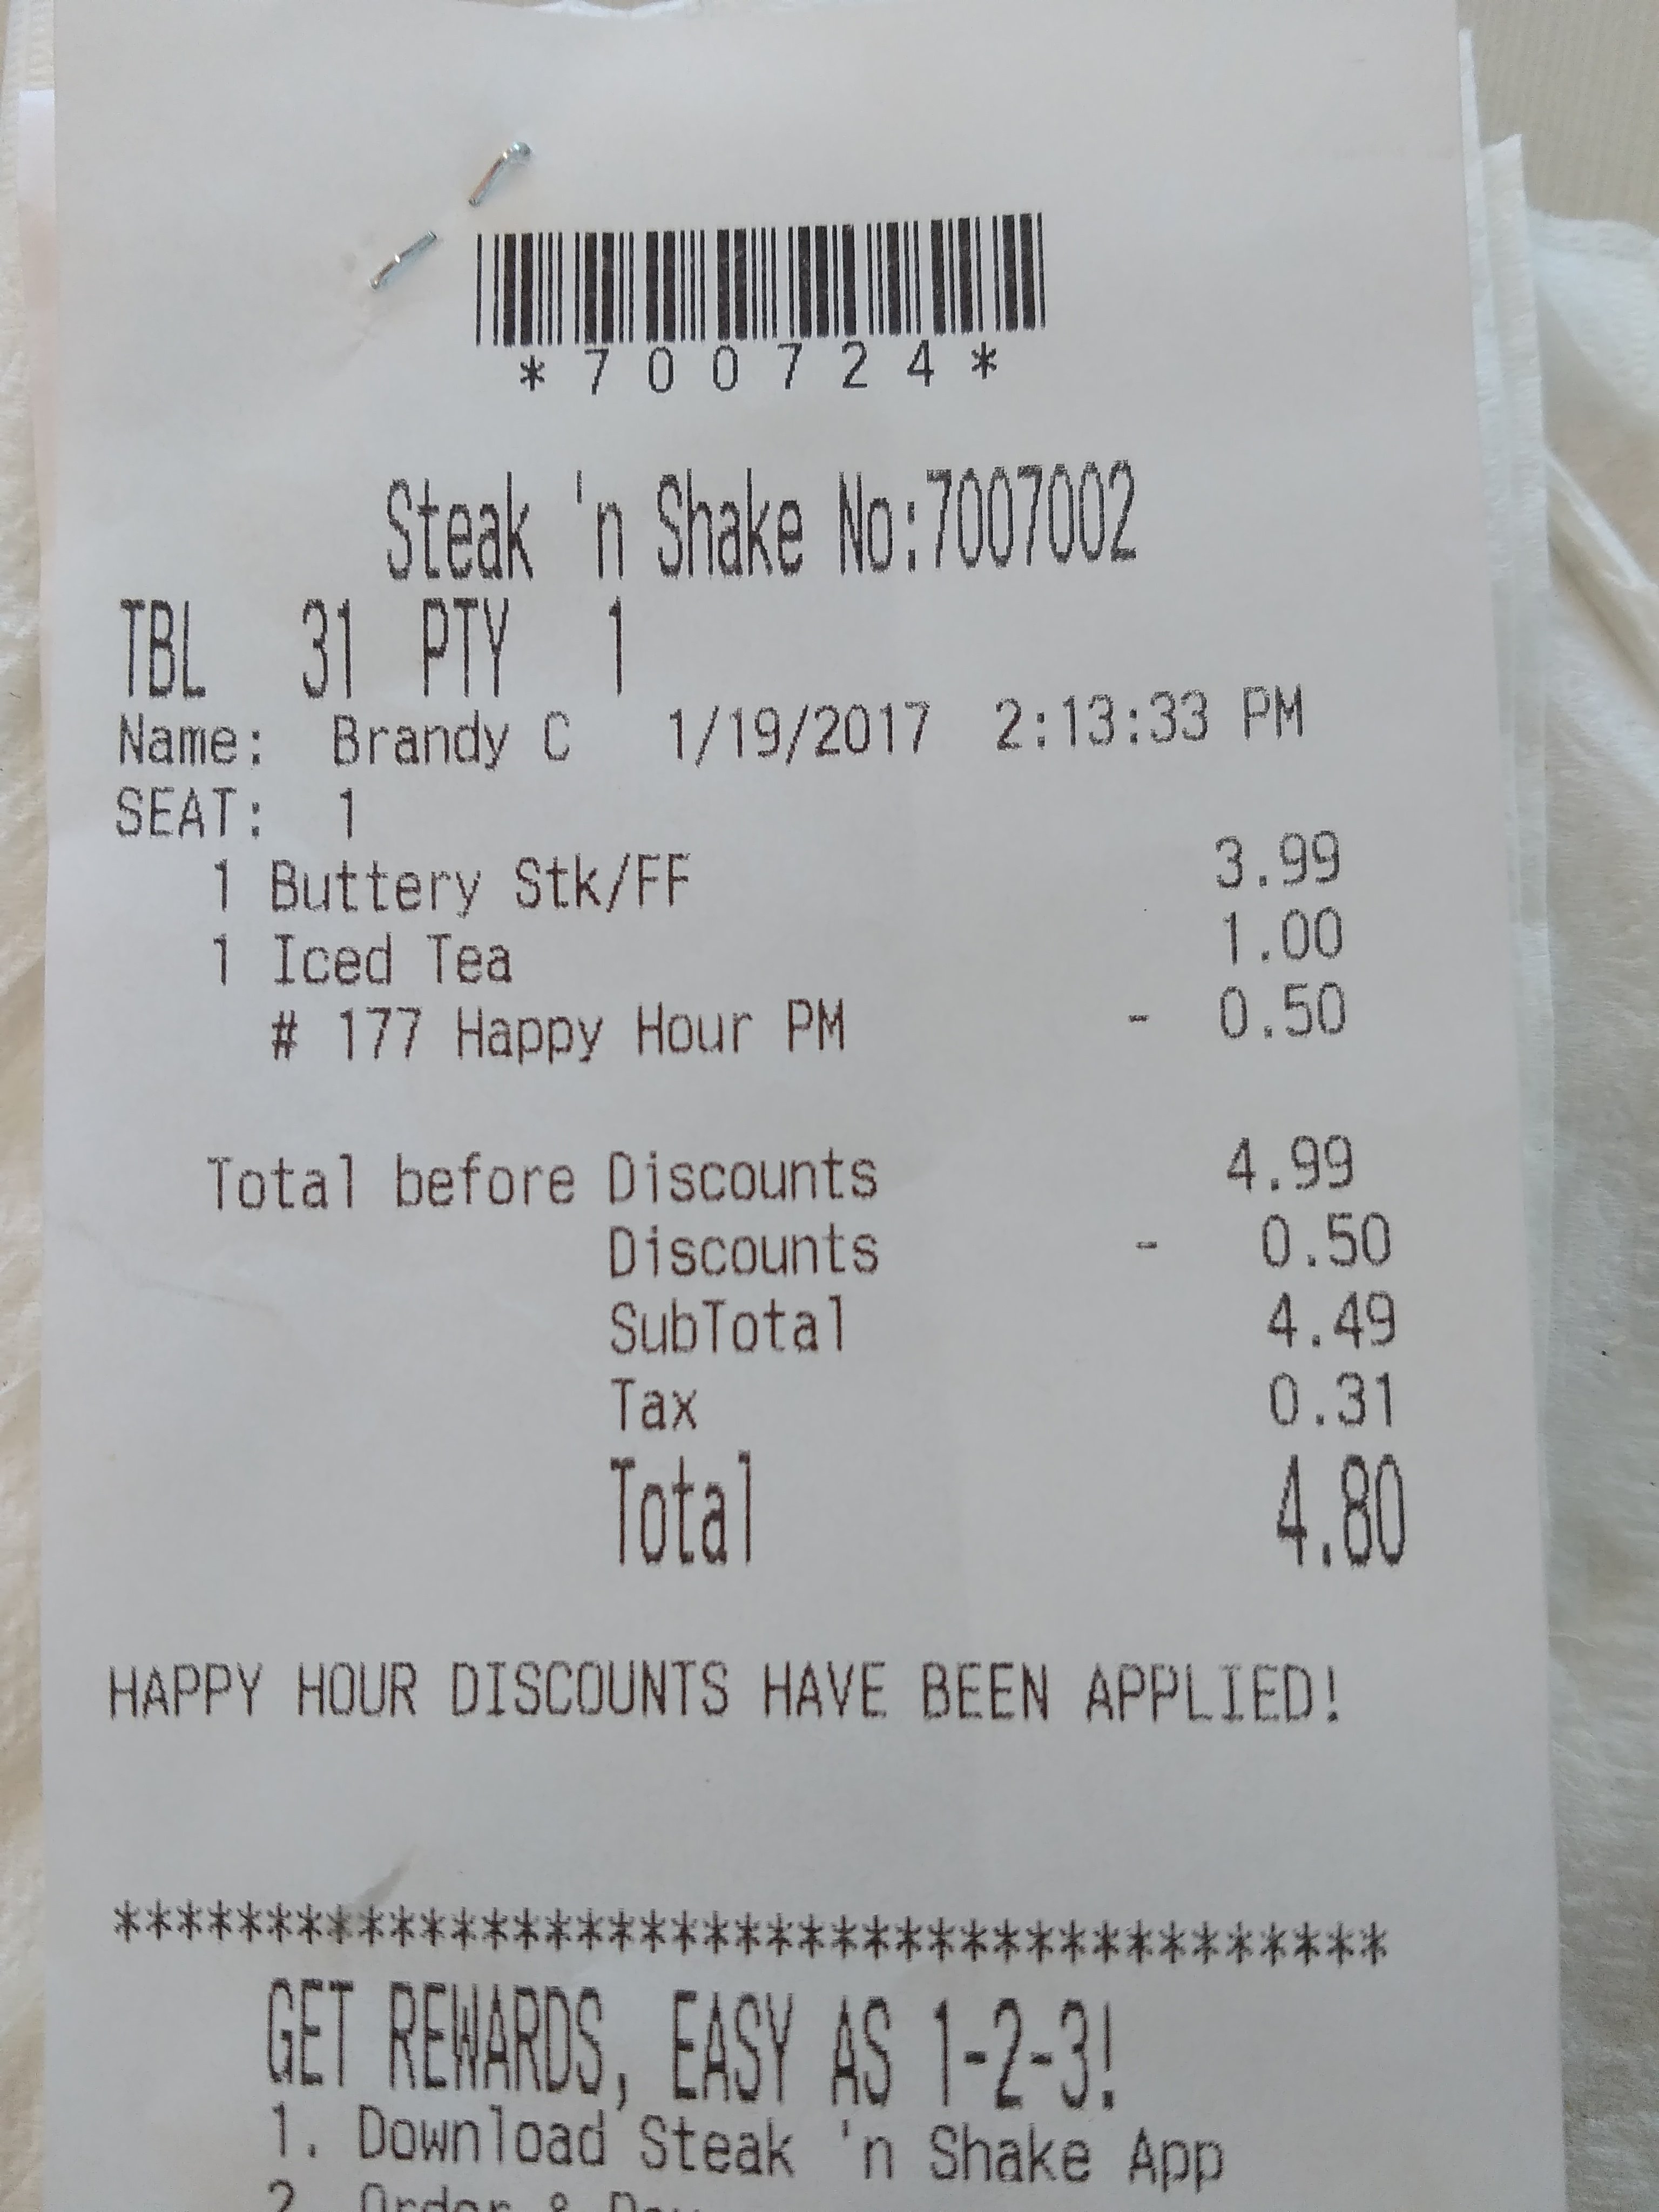 *700724*
Steak 'n Shake No:7007002
TBL 31 PTY 1
Name: Brandy C 1/19/2017 2:13:33 PM
SEAT: 1
1 Buttery Stk/FF 3.99
1 Iced Tea 1.00
# 177 Happy Hour PM - 0.50
Total before Discounts 4.99
Discounts - 0.50
SubTotal 4.49
Tax 0.31
Total 4.80
HAPPY HOUR DISCOUNTS HAVE BEEN APPLIED!
*****************************************
GET REWARDS, EASY AS 1-2-3!
1. Download Steak 'n Shake App
2. Order & Pay